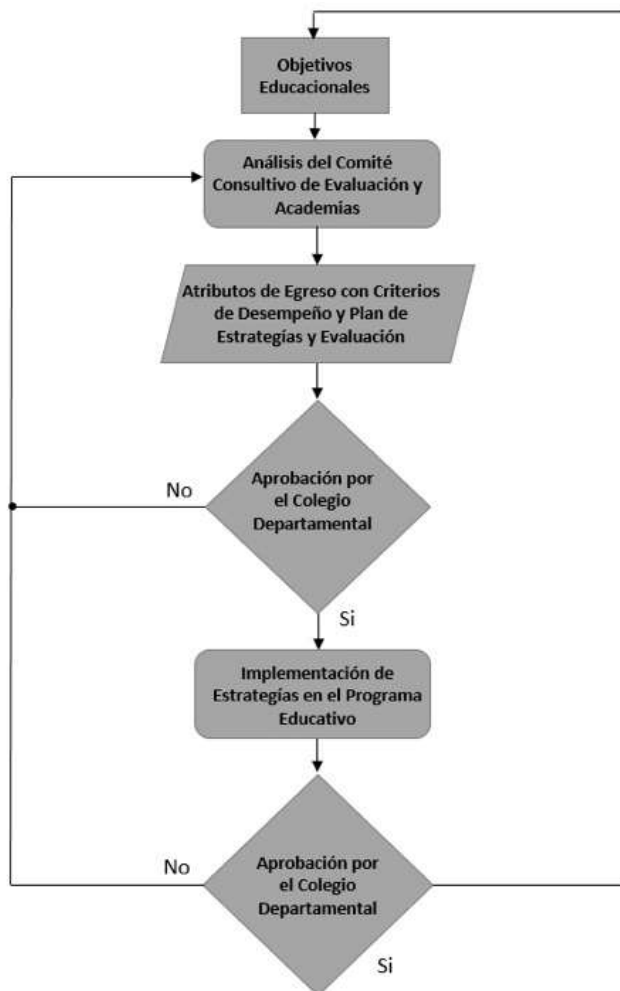 Objetivos
Educacionales
Análisis del Comité
Consultivo de Evaluación y
Academias
Atributos de Egreso con Criterios
de Desempeño y Plan de
Estrategías y Evaluación
No
Aprobación por
el Colegio
Departamental
Si
Implementación de
Estrategías en el Programa
Educativo
No
Aprobación por
el Colegio
Departamental
Si